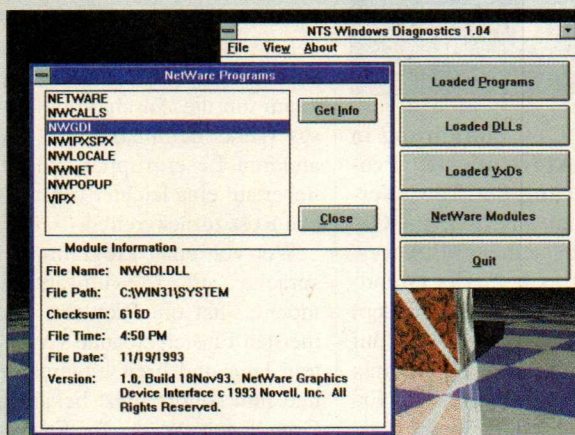 NTS Windows Diagnostics 1.04
File View About
NetWare Programs
NETWARE
NWCALLS
NWGDI
NWIPXSPX
NWLOCALE
NWNET
NWPOPUP
VIPX
Get Info
Close
Loaded Programs
Loaded DLLs
Loaded VxDs
NetWare Modules
Quit
Module Information
File Name: NWGDI.DLL
File Path: C:\WIN31\SYSTEM
Checksum: 616D
File Time: 4:50 PM
File Date: 11/19/1993
Version: 1.0, Build 18Nov93. NetWare Graphics
Device Interface c 1993 Novell, Inc. All
Rights Reserved.